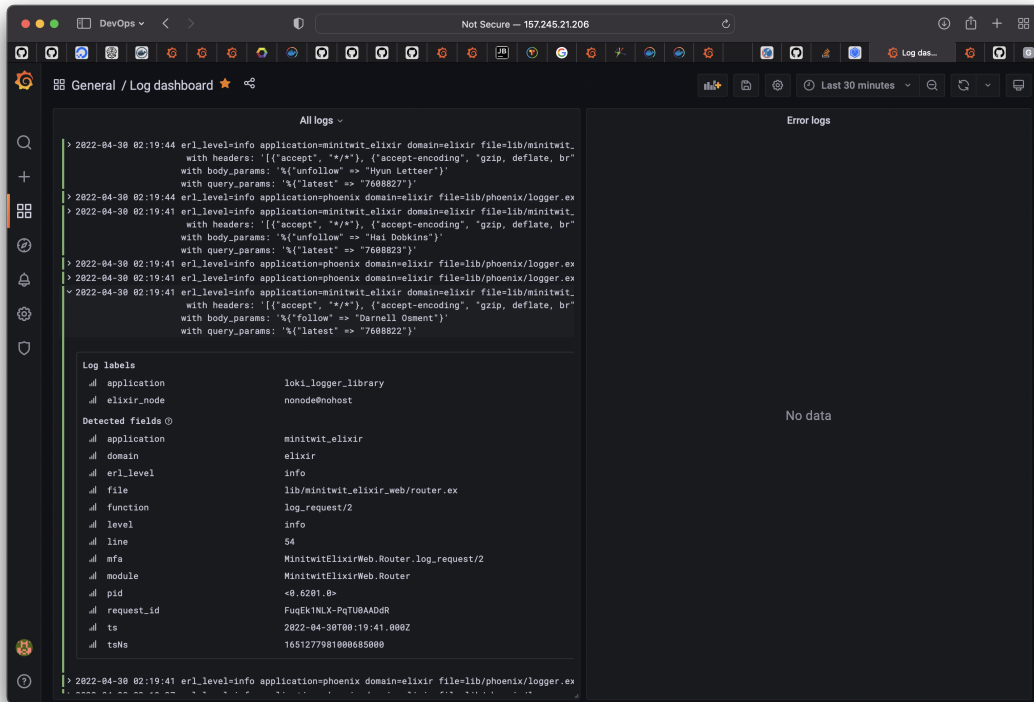 DevOps
Not Secure — 157.245.21.206
Log das...
General / Log dashboard
Last 30 minutes
All logs
Error logs
2022-04-30 02:19:44 erl_level=info application=minitwit_elixir domain=elixir file=lib/minitwit_
with headers: '[{"accept", "*/*"}, {"accept-encoding", "gzip, deflate, br"
with body_params: '%{"unfollow" => "Hyun Letteer"}'
with query_params: '%{"latest" => "7608827"}'
2022-04-30 02:19:44 erl_level=info application=phoenix domain=elixir file=lib/phoenix/logger.ex
2022-04-30 02:19:41 erl_level=info application=minitwit_elixir domain=elixir file=lib/minitwit_
with headers: '[{"accept", "*/*"}, {"accept-encoding", "gzip, deflate, br"
with body_params: '%{"unfollow" => "Hai Dobkins"}'
with query_params: '%{"latest" => "7608823"}'
2022-04-30 02:19:41 erl_level=info application=phoenix domain=elixir file=lib/phoenix/logger.ex
2022-04-30 02:19:41 erl_level=info application=phoenix domain=elixir file=lib/phoenix/logger.ex
2022-04-30 02:19:41 erl_level=info application=minitwit_elixir domain=elixir file=lib/minitwit_
with headers: '[{"accept", "*/*"}, {"accept-encoding", "gzip, deflate, br"
with body_params: '%{"follow" => "Darnell Osment"}'
with query_params: '%{"latest" => "7608822"}'
Log labels
application loki_logger_library
elixir_node nonode@nohost
Detected fields
application minitwit_elixir
domain elixir
erl_level info
file lib/minitwit_elixir_web/router.ex
function log_request/2
level info
line 54
mfa MinitwitElixirWeb.Router.log_request/2
module MinitwitElixirWeb.Router
pid <0.6201.0>
request_id FuqEk1NLX-PqTU0AADdR
ts 2022-04-30T00:19:41.000Z
tsNs 1651277981000685000
2022-04-30 02:19:41 erl_level=info application=phoenix domain=elixir file=lib/phoenix/logger.ex
No data